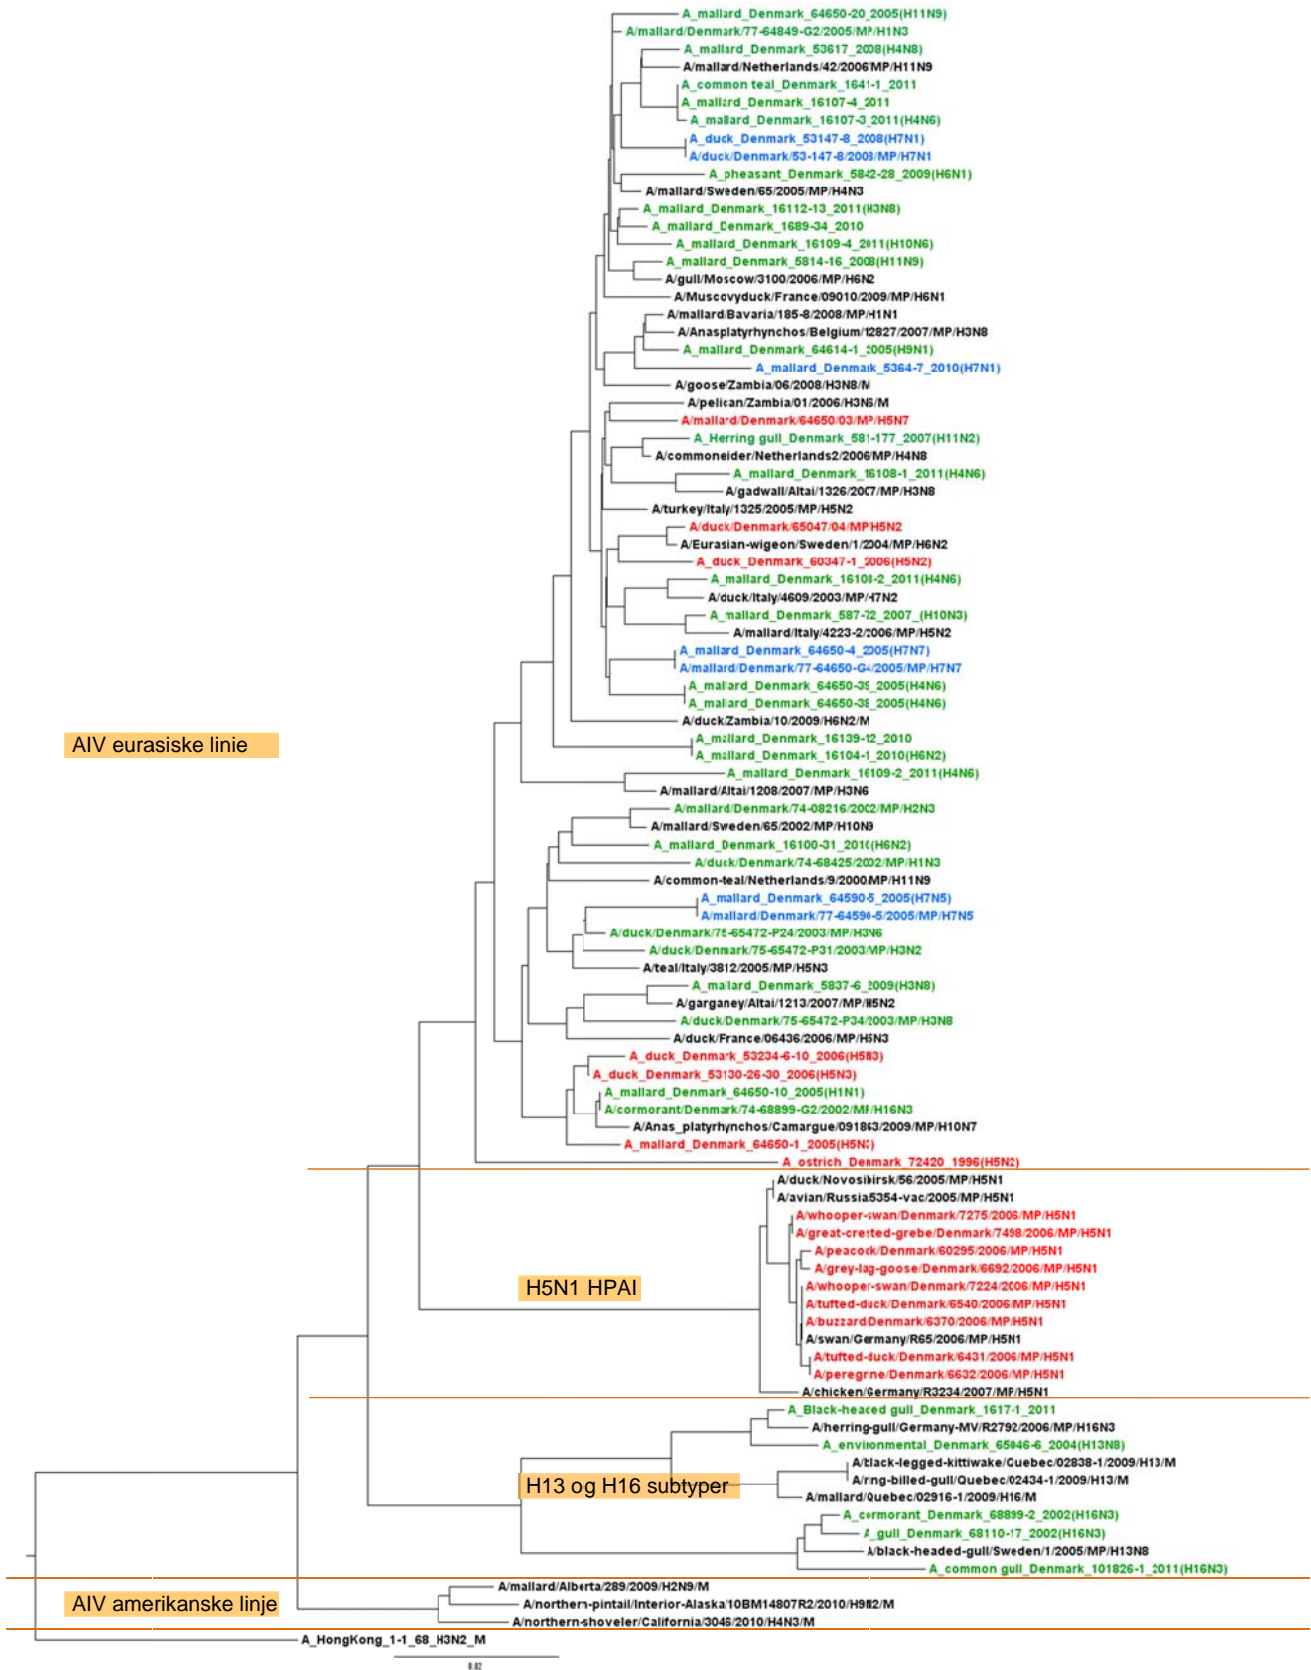 A_mallard_Denmark_64650-20_2005(H11N9)
A/mallard/Denmark/77-64849-G2/2005/MP/H1N3
A_mallard_Denmark_53617_2008(H4N8)
A/mallard/Netherlands/42/2006/MP/H11N9
A_common teal_Denmark_1641-1_2011
A_mallard_Denmark_16107-4_2011
A_mallard_Denmark_16107-3_2011(H4N6)
A_duck_Denmark_53147-8_2008(H7N1)
A/duck/Denmark/53-147-8/2008/MP/H7N1
A_pheasant_Denmark_5842-28_2009(H6N1)
A/mallard/Sweden/65/2005/MP/H4N3
A_mallard_Denmark_16112-13_2011(H3N8)
A_mallard_Denmark_1689-34_2010
A_mallard_Denmark_16109-4_2011(H10N6)
A_mallard_Denmark_5814-16_2008(H11N9)
A/gull/Moscow/3100/2006/MP/H6N2
A/Muscovyduck/France/09010/2009/MP/H6N1
A/mallard/Bavaria/185-8/2008/MP/H1N1
A/Anasplatyrhynchos/Belgium/12827/2007/MP/H3N8
A_mallard_Denmark_64614-1_2005(H9N1)
A_mallard_Denmark_5364-7_2010(H7N1)
A/goose/Zambia/06/2008/H3N8/M
A/pelican/Zambia/01/2006/H3N6/M
A/mallard/Denmark/64650/03/MP/H5N7
A_Herring gull_Denmark_581-177_2007(H11N2)
A/commoneider/Netherlands2/2006/MP/H4N8
A_mallard_Denmark_16108-1_2011(H4N6)
A/gadwall/Altai/1326/2007/MP/H3N8
A/turkey/Italy/1325/2005/MP/H5N2
A/duck/Denmark/65047/04/MPH5N2
A/Eurasian-wigeon/Sweden/1/2004/MP/H6N2
A_duck_Denmark_60347-1_2006(H5N2)
A_mallard_Denmark_16108-2_2011(H4N6)
A/duck/Italy/4609/2003/MP/H7N2
A_mallard_Denmark_587-72_2007_(H10N3)
A/mallard/Italy/4223-2/2006/MP/H5N2
A_mallard_Denmark_64650-4_2005(H7N7)
A/mallard/Denmark/77-64650-G4/2005/MP/H7N7
A_mallard_Denmark_64650-39_2005(H4N6)
A_mallard_Denmark_64650-38_2005(H4N6)
A/duck/Zambia/10/2009/H6N2/M
AIV eurasiske linie
A_mallard_Denmark_16139-12_2010
A_mallard_Denmark_16104-1_2010(H6N2)
A_mallard_Denmark_16109-2_2011(H4N6)
A/mallard/Altai/1208/2007/MP/H3N6
A/mallard/Denmark/74-08216/2002/MP/H2N3
A/mallard/Sweden/65/2002/MP/H10N9
A_mallard_Denmark_16100-31_2010(H6N2)
A/duck/Denmark/74-68425/2002/MP/H1N3
A/common-teal/Netherlands/9/2000/MP/H11N9
A_mallard_Denmark_64590-5_2005(H7N5)
A/mallard/Denmark/77-64590-5/2005/MP/H7N5
A/duck/Denmark/75-65472-P24/2003/MP/H3N6
A/duck/Denmark/75-65472-P31/2003/MP/H3N2
A/teal/Italy/3812/2005/MP/H5N3
A_mallard_Denmark_5837-6_2009(H3N8)
A/garganey/Altai/1213/2007/MP/H5N2
A/duck/Denmark/75-65472-P34/2003/MP/H3N8
A/duck/France/06436/2006/MP/H5N3
A_duck_Denmark_53234-6-10_2006(H5N3)
A_duck_Denmark_53130-26-30_2006(H5N3)
A_mallard_Denmark_64650-10_2005(H1N1)
A/cormorant/Denmark/74-68899-G2/2002/MP/H16N3
A/Anas_platyrhynchos/Camargue/091863/2009/MP/H10N7
A_mallard_Denmark_64650-1_2005(H5N2)
A_ostrich_Denmark_72420_1996(H5N2)
A/duck/Novosibirsk/56/2005/MP/H5N1
A/avian/Russia5354-vac/2005/MP/H5N1
A/whooper-swan/Denmark/7275/2006/MP/H5N1
A/great-crested-grebe/Denmark/7498/2006/MP/H5N1
A/peacock/Denmark/60295/2006/MP/H5N1
A/grey-lag-goose/Denmark/6692/2006/MP/H5N1
H5N1 HPAI
A/whooper-swan/Denmark/7224/2006/MP/H5N1
A/tufted-duck/Denmark/6540/2006/MP/H5N1
A/buzzard/Denmark/6370/2006/MP/H5N1
A/swan/Germany/R65/2006/MP/H5N1
A/tufted-duck/Denmark/6431/2006/MP/H5N1
A/peregrine/Denmark/6632/2006/MP/H5N1
A/chicken/Germany/R3234/2007/MP/H5N1
A_Black-headed gull_Denmark_1617-1_2011
A/herring-gull/Germany-MV/R2792/2006/MP/H16N3
A_environmental_Denmark_65046-6_2004(H13N8)
A/black-legged-kittiwake/Quebec/02838-1/2009/H13/M
A/ring-billed-gull/Quebec/02434-1/2009/H13/M
H13 og H16 subtyper
A/mallard/Quebec/02916-1/2009/H16/M
A_cormorant_Denmark_68899-2_2002(H16N3)
A_gull_Denmark_68110-17_2002(H16N3)
A/black-headed-gull/Sweden/1/2005/MP/H13N8
A_common gull_Denmark_101826-1_2011(H16N3)
A/mallard/Alberta/289/2009/H2N9/M
AIV amerikanske linje
A/northern-pintail/Interior-Alaska/10BM14807R2/2010/H9N2/M
A/northern-shoveler/California/3046/2010/H4N3/M
A_HongKong_1-1_68_H3N2_M
0.02